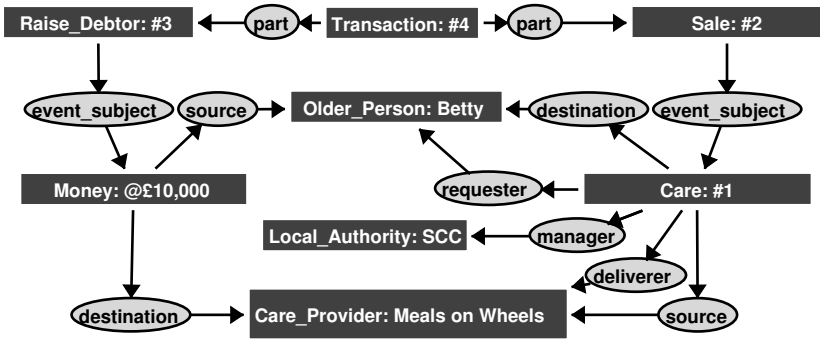 Raise_Debtor: #3
part
Transaction: #4
part
Sale: #2
event_subject
source
Older_Person: Betty
destination
event_subject
Money: @£10,000
requester
Care: #1
Local_Authority: SCC
manager
deliverer
destination
Care_Provider: Meals on Wheels
source